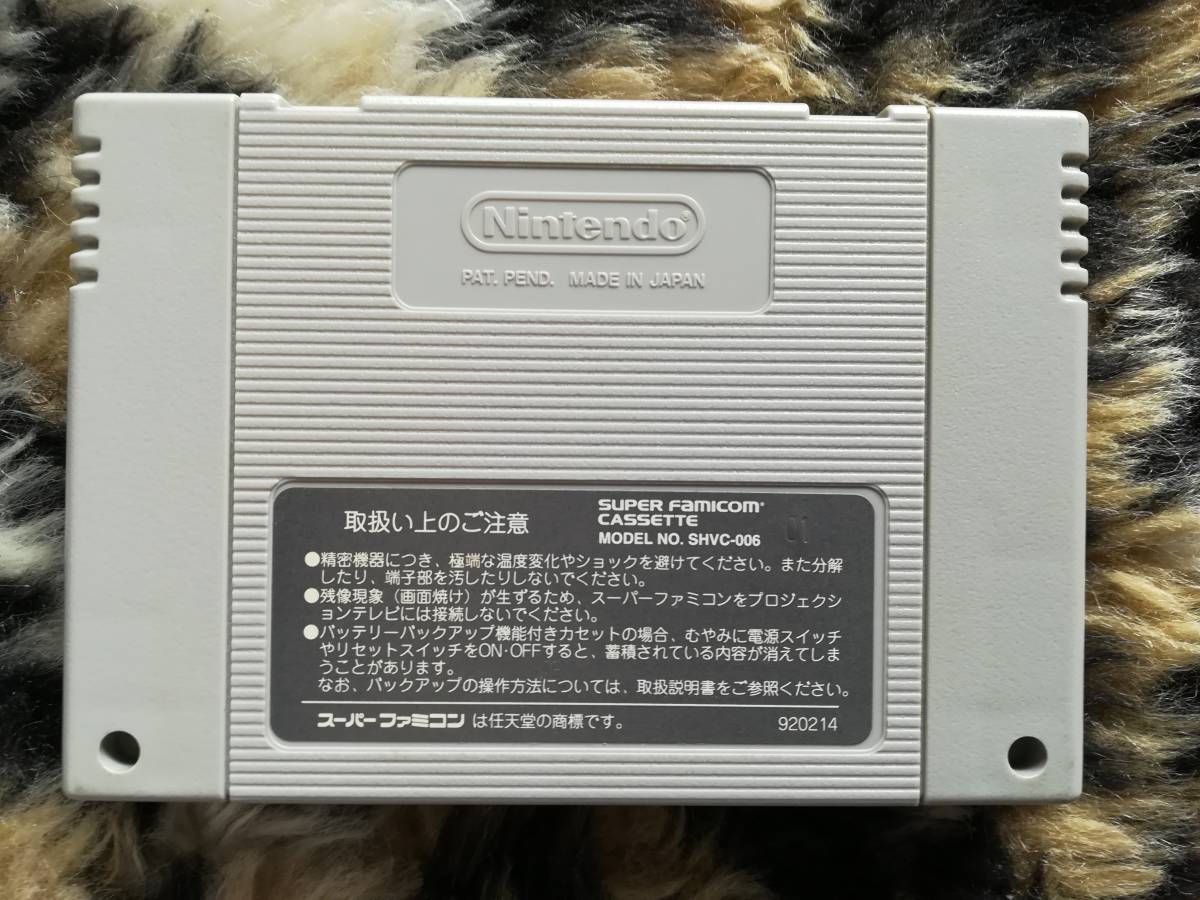 Nintendo®
PAT. PEND. MADE IN JAPAN
取扱い上のご注意
SUPER FAMICOM®
CASSETTE
MODEL NO. SHVC-006
01
●精密機器につき、極端な温度変化やショックを避けてください。また分解
したり、端子部を汚したりしないでください。
●残像現象（画面焼け）が生ずるため、スーパーファミコンをプロジェクシ
ョンテレビには接続しないでください。
●バッテリーバックアップ機能付きカセットの場合、むやみに電源スイッチ
やリセットスイッチをON・OFFすると、蓄積されている内容が消えてしま
うことがあります。
なお、バックアップの操作方法については、取扱説明書をご参照ください。
スーパーファミコン は任天堂の商標です。
920214